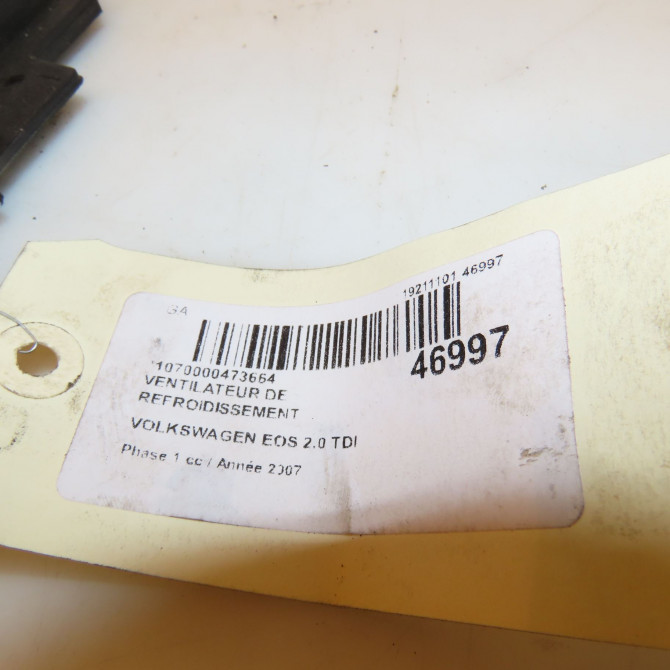 GA
19211101 46997
46997
*1070000473664
VENTILATEUR DE
REFROIDISSEMENT
VOLKSWAGEN EOS 2.0 TDI
Phase 1 cc / Année 2007